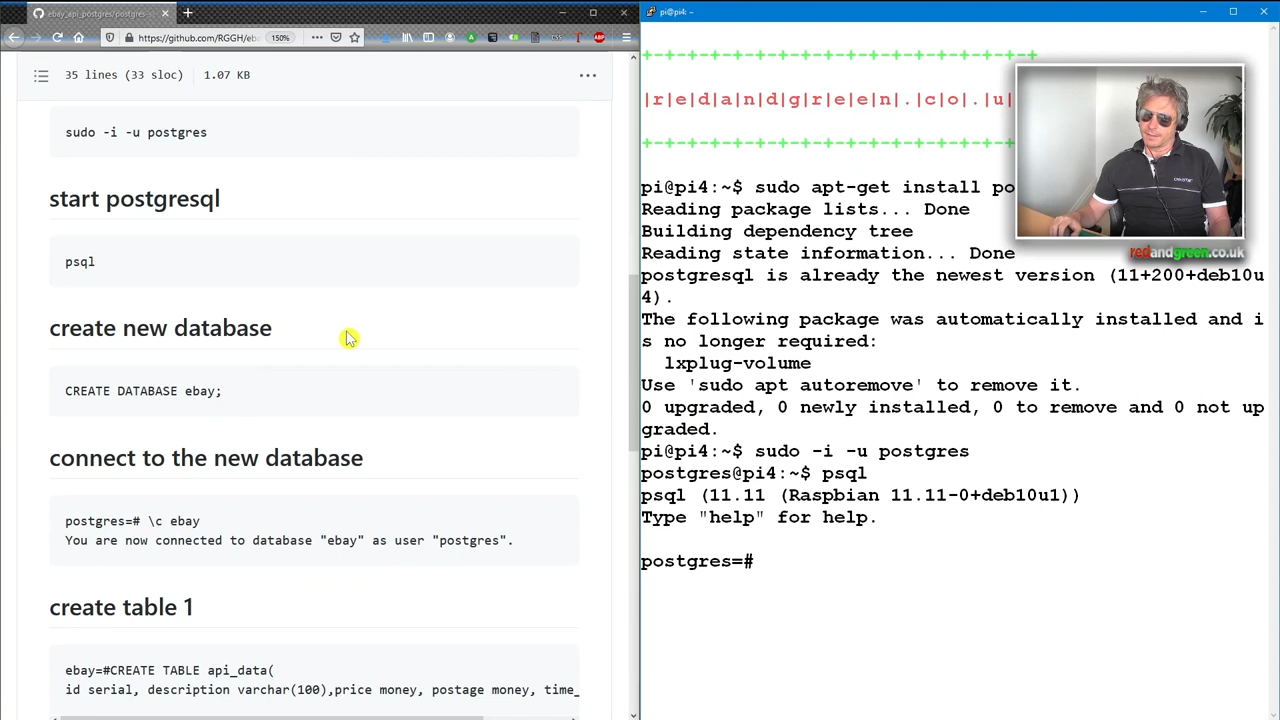 ebay_api_postgres/postgres-s
https://github.com/RGGH/eb
150%
35 lines (33 sloc) 1.07 KB
sudo -i -u postgres
start postgresql
psql
create new database
CREATE DATABASE ebay;
connect to the new database
postgres=# \c ebay
You are now connected to database "ebay" as user "postgres".
create table 1
ebay=#CREATE TABLE api_data(
id serial, description varchar(100),price money, postage money, time_
pi@pi4: ~
+-+-+-+-+-+-+-+-+-+-+-+-+-+-+-+-+-+
|r|e|d|a|n|d|g|r|e|e|n|.|c|o|.|u|
+-+-+-+-+-+-+-+-+-+-+-+-+-+-+-+-+
pi@pi4:~$ sudo apt-get install po
Reading package lists... Done
Building dependency tree
Reading state information... Done
postgresql is already the newest version (11+200+deb10u
4).
The following package was automatically installed and i
s no longer required:
lxplug-volume
Use 'sudo apt autoremove' to remove it.
0 upgraded, 0 newly installed, 0 to remove and 0 not up
graded.
pi@pi4:~$ sudo -i -u postgres
postgres@pi4:~$ psql
psql (11.11 (Raspbian 11.11-0+deb10u1))
Type "help" for help.
postgres=#
redandgreen.co.uk